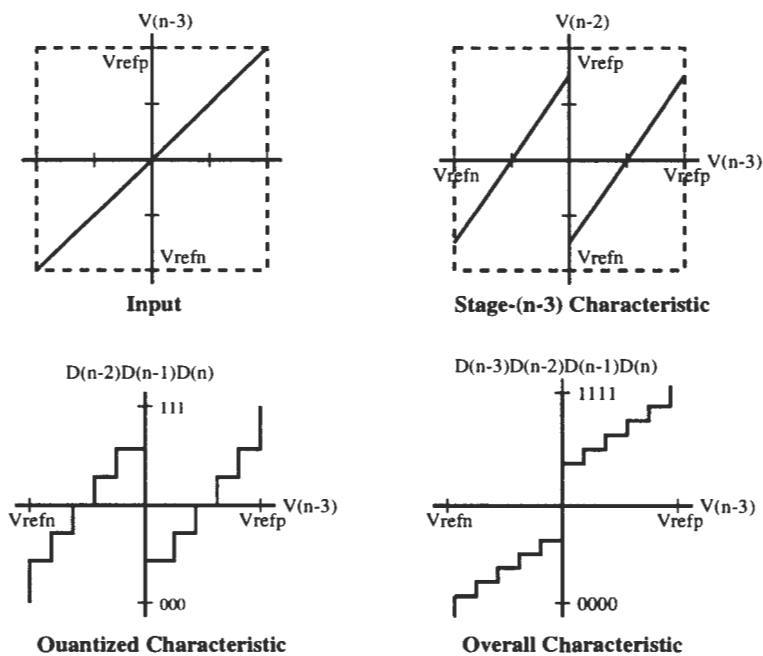 V(n-3)
Vrefp
Vrefn
Input
V(n-2)
Vrefp
Vrefn
V(n-3)
Vrefp
Vrefn
Stage-(n-3) Characteristic
D(n-2)D(n-1)D(n)
111
V(n-3)
Vrefn
Vrefp
000
Quantized Characteristic
D(n-3)D(n-2)D(n-1)D(n)
1111
V(n-3)
Vrefn
Vrefp
0000
Overall Characteristic